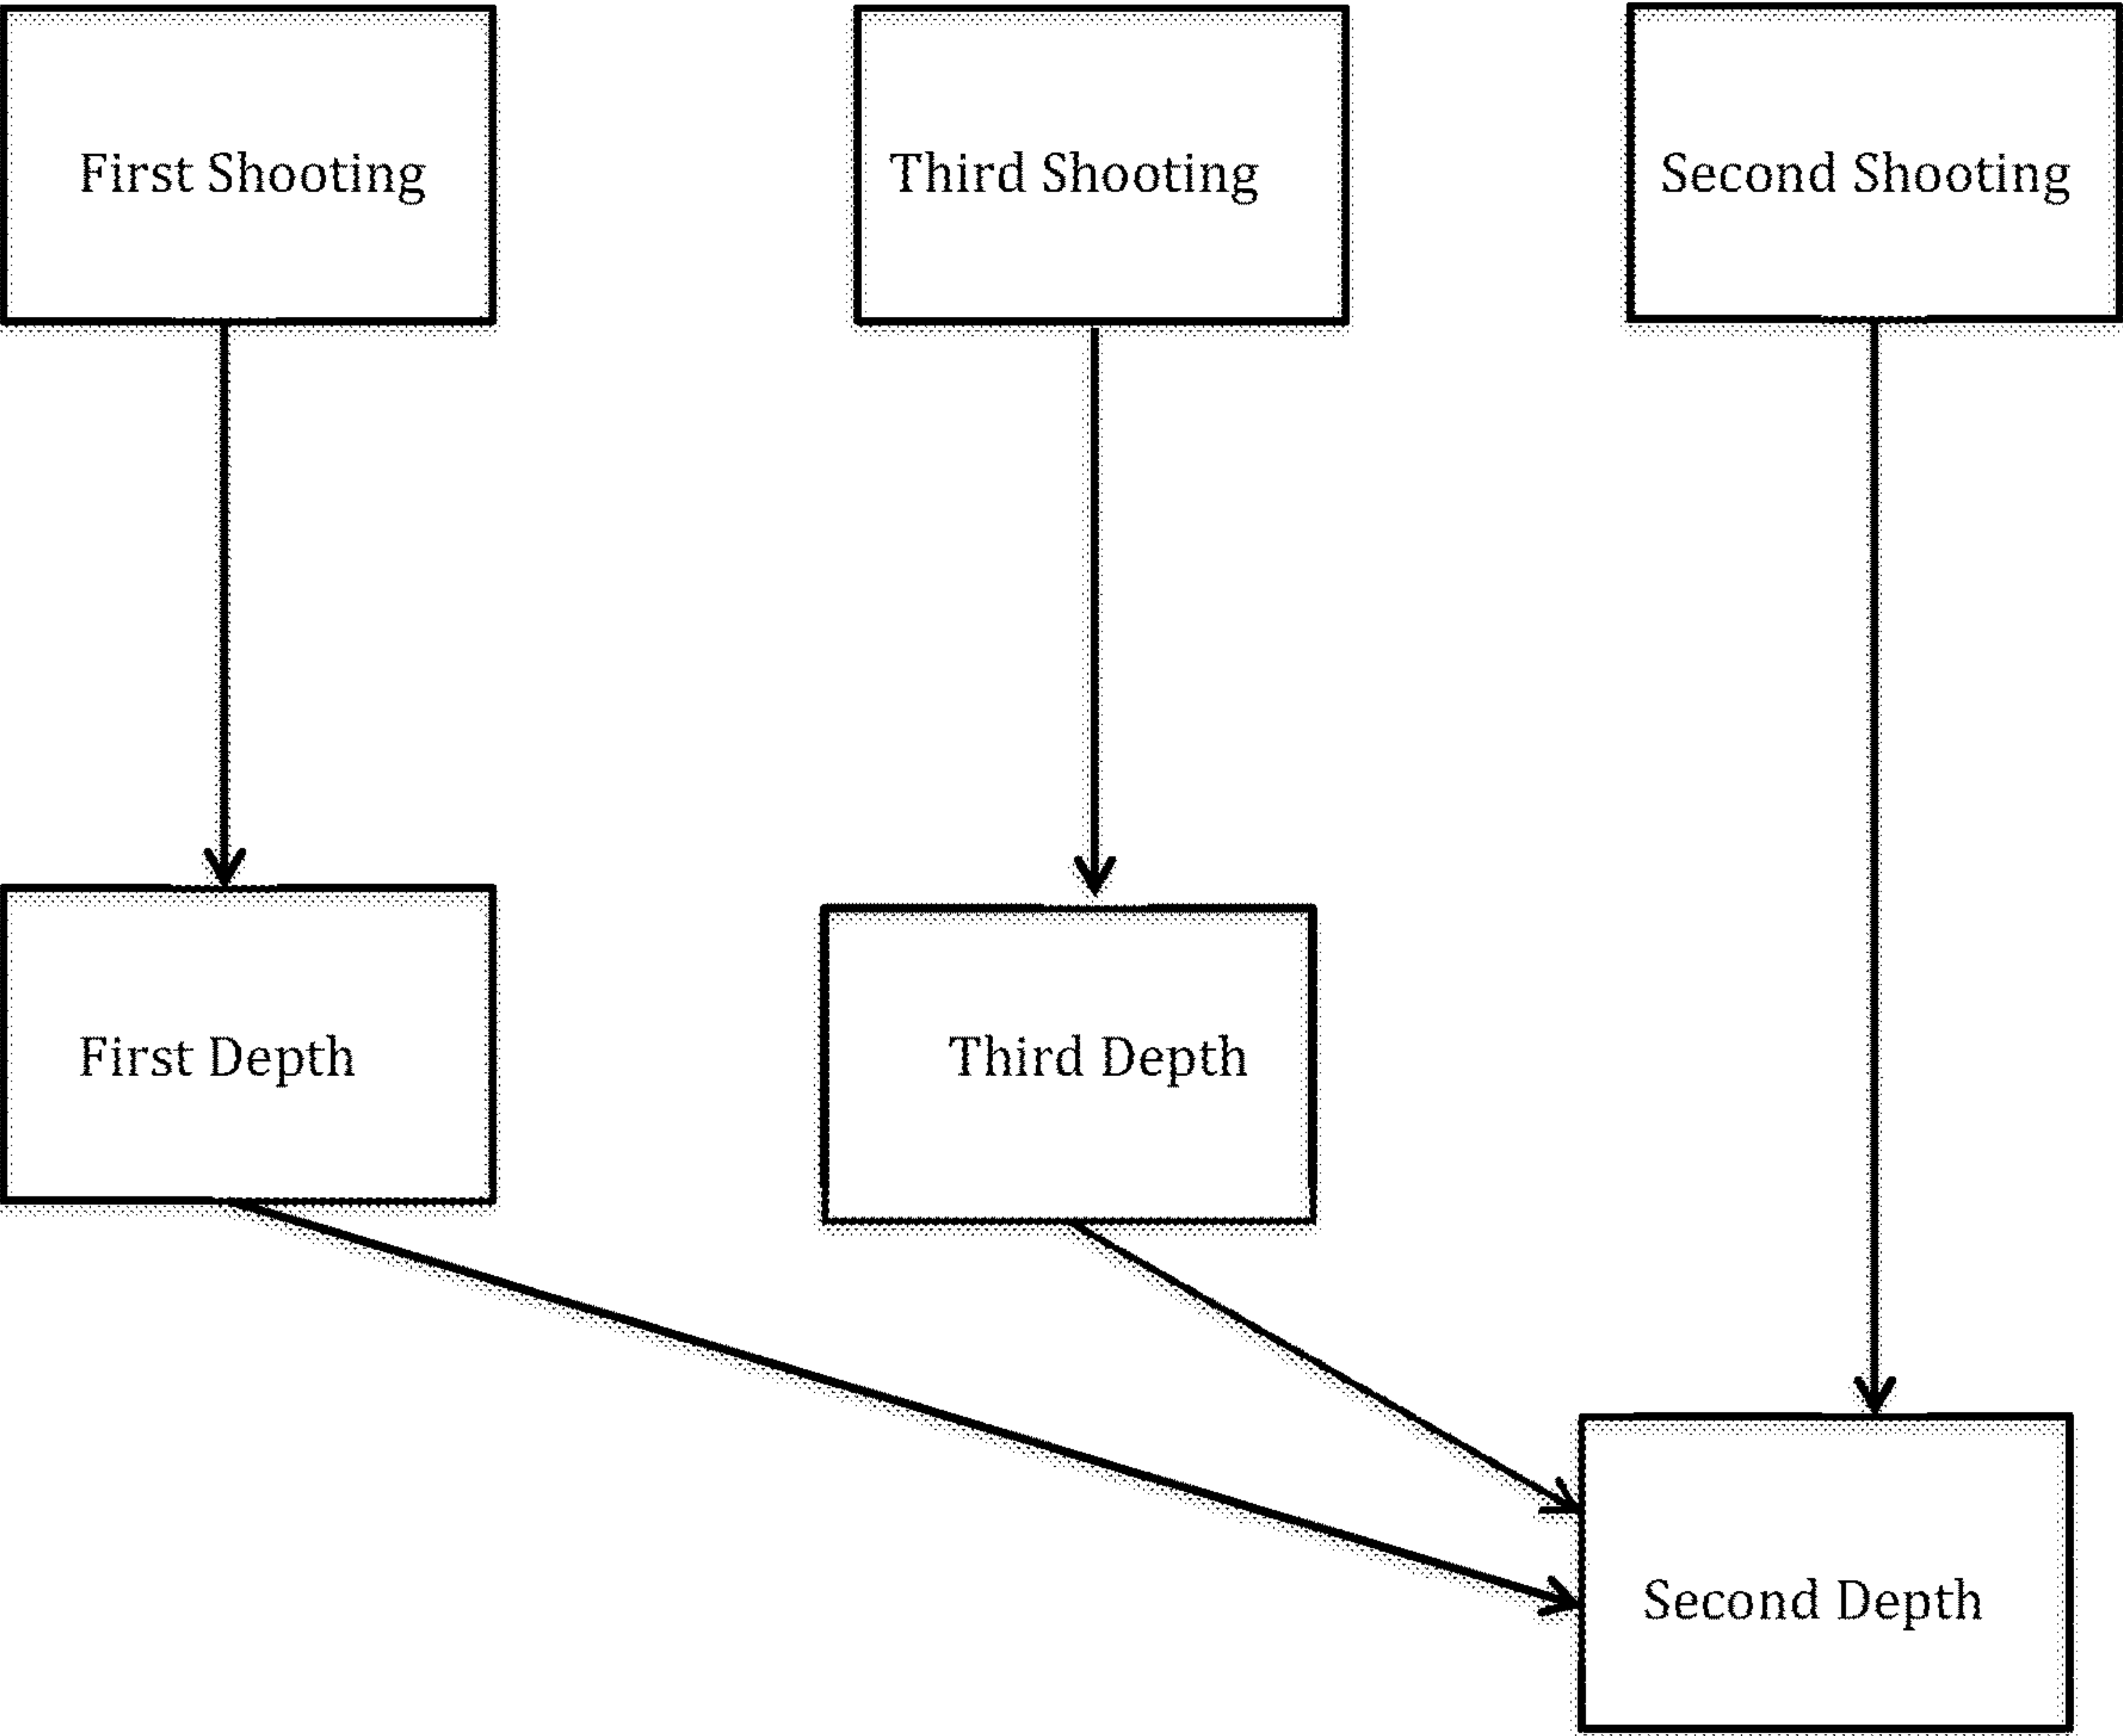 First Shooting
Third Shooting
Second Shooting
First Depth
Third Depth
Second Depth